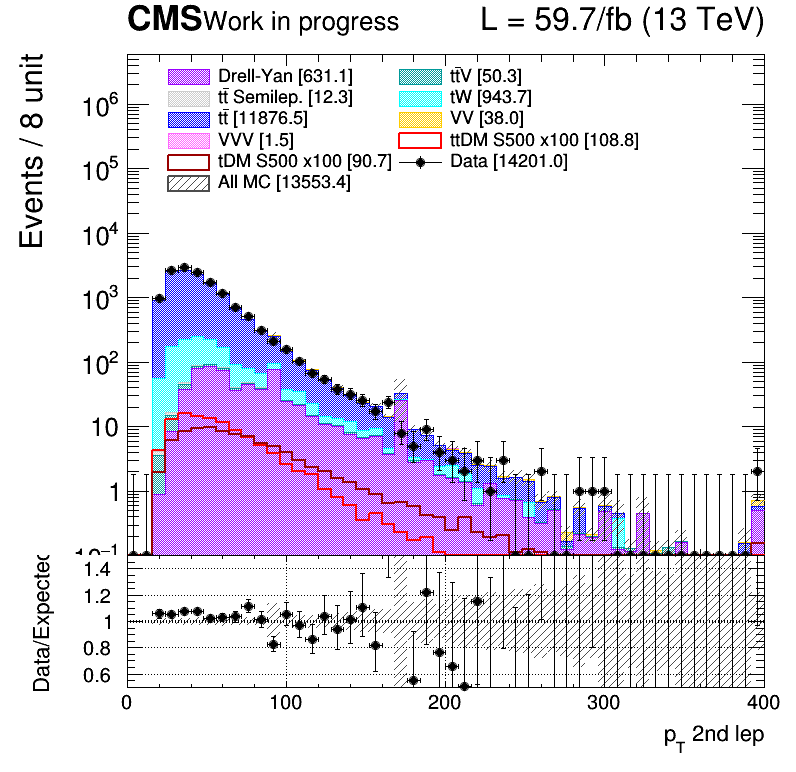 CMS Work in progress L = 59.7/fb (13 TeV)
Events / 8 unit
Drell-Yan [631.1] tt̄V [50.3]
tt̄ Semilep. [12.3] tW [943.7]
tt̄ [11876.5] VV [38.0]
VVV [1.5] ttDM S500 x100 [108.8]
tDM S500 x100 [90.7] Data [14201.0]
All MC [13553.4]
10⁶
10⁵
10⁴
10³
10²
10
1
10⁻¹
Data/Expected
1.4
1.2
1
0.8
0.6
0 100 200 300 400
p_T 2nd lep